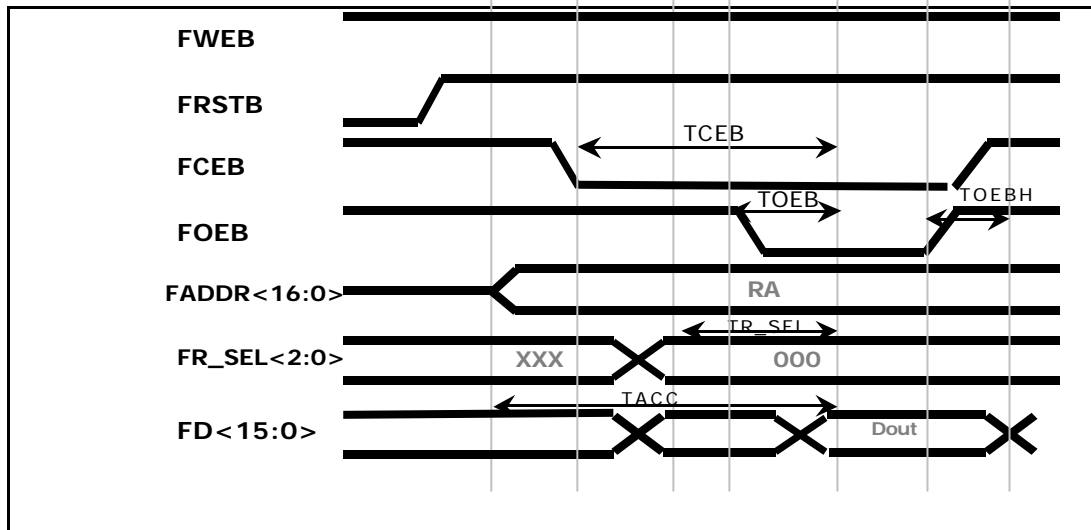 FWEB
FRSTB
TCEB
FCEB
TOEB
TOEBH
FOEB
FADDR<16:0>
RA
TR_SEL
FR_SEL<2:0>
XXX
000
TACC
FD<15:0>
Dout